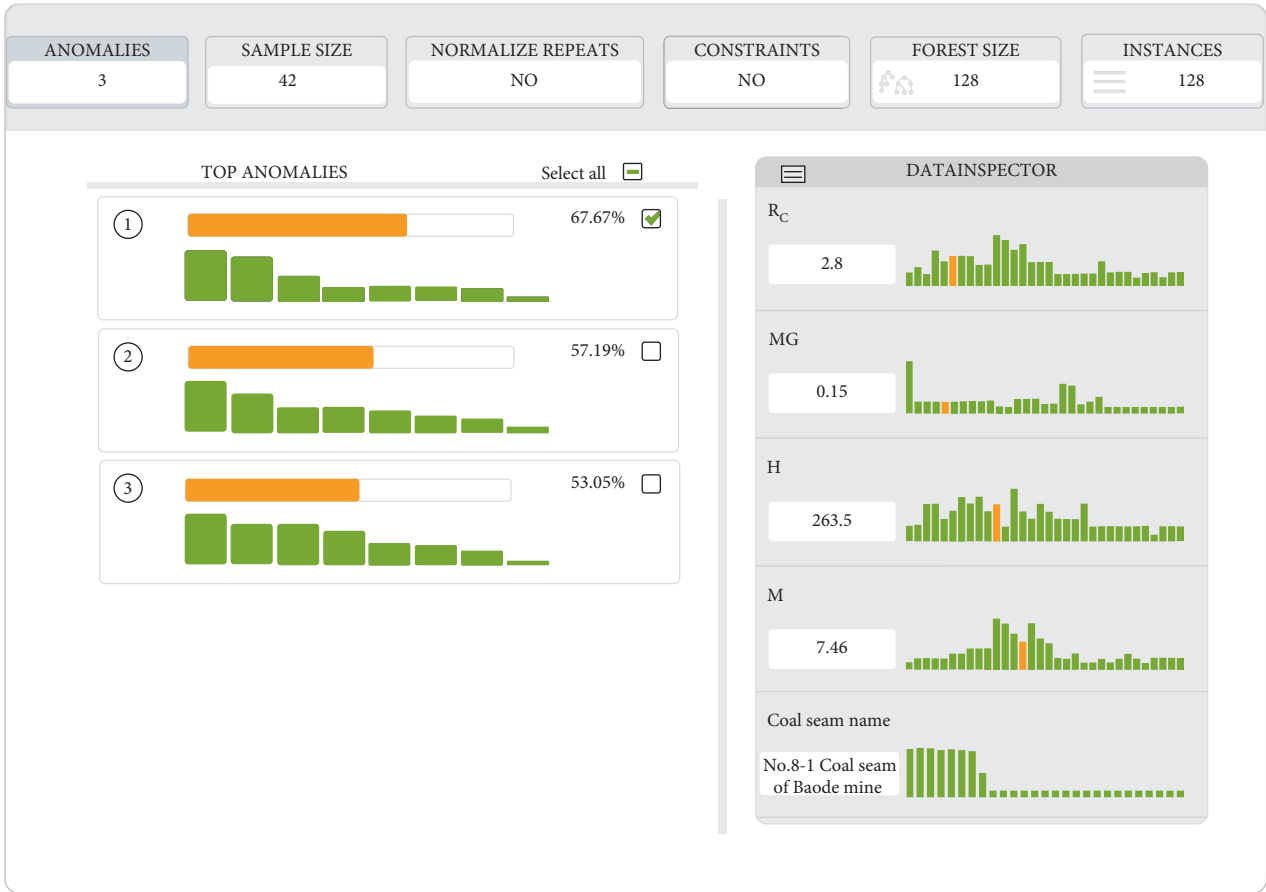 ANOMALIES
3
SAMPLE SIZE
42
NORMALIZE REPEATS
NO
CONSTRAINTS
NO
FOREST SIZE
128
INSTANCES
128
TOP ANOMALIES
Select all
1
67.67%
2
57.19%
3
53.05%
DATAINSPECTOR
R_C
2.8
MG
0.15
H
263.5
M
7.46
Coal seam name
No.8-1 Coal seam
of Baode mine